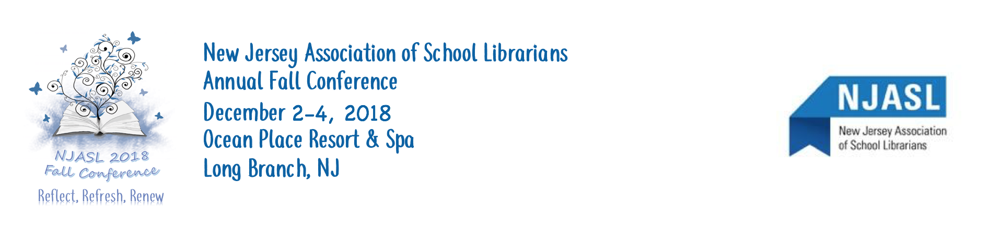 NJASL 2018
Fall Conference
Reflect, Refresh, Renew
New Jersey Association of School Librarians
Annual Fall Conference
December 2-4, 2018
Ocean Place Resort & Spa
Long Branch, NJ
NJASL
New Jersey Association
of School Librarians